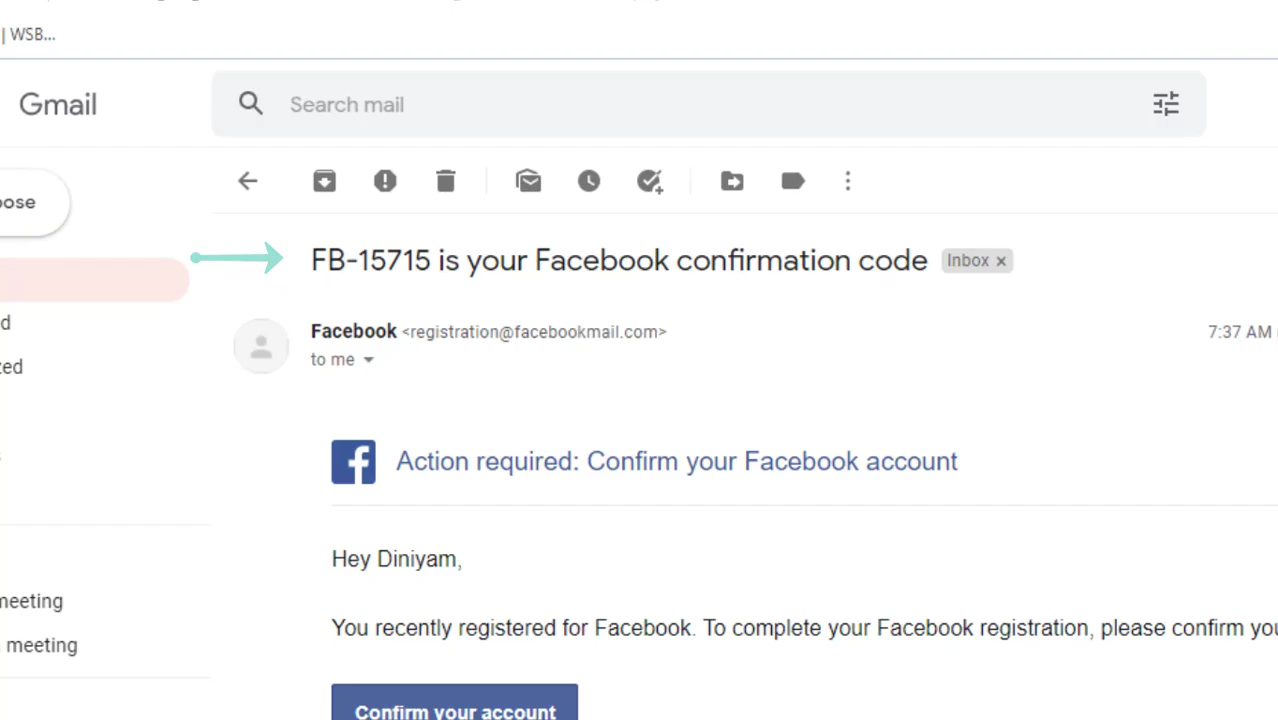 | WSB...
Gmail
Search mail
ose
FB-15715 is your Facebook confirmation code
Inbox ×
d
Facebook <registration@facebookmail.com>
7:37 AM
to me
ed
Action required: Confirm your Facebook account
Hey Diniyam,
meeting
You recently registered for Facebook. To complete your Facebook registration, please confirm you
meeting
Confirm your account